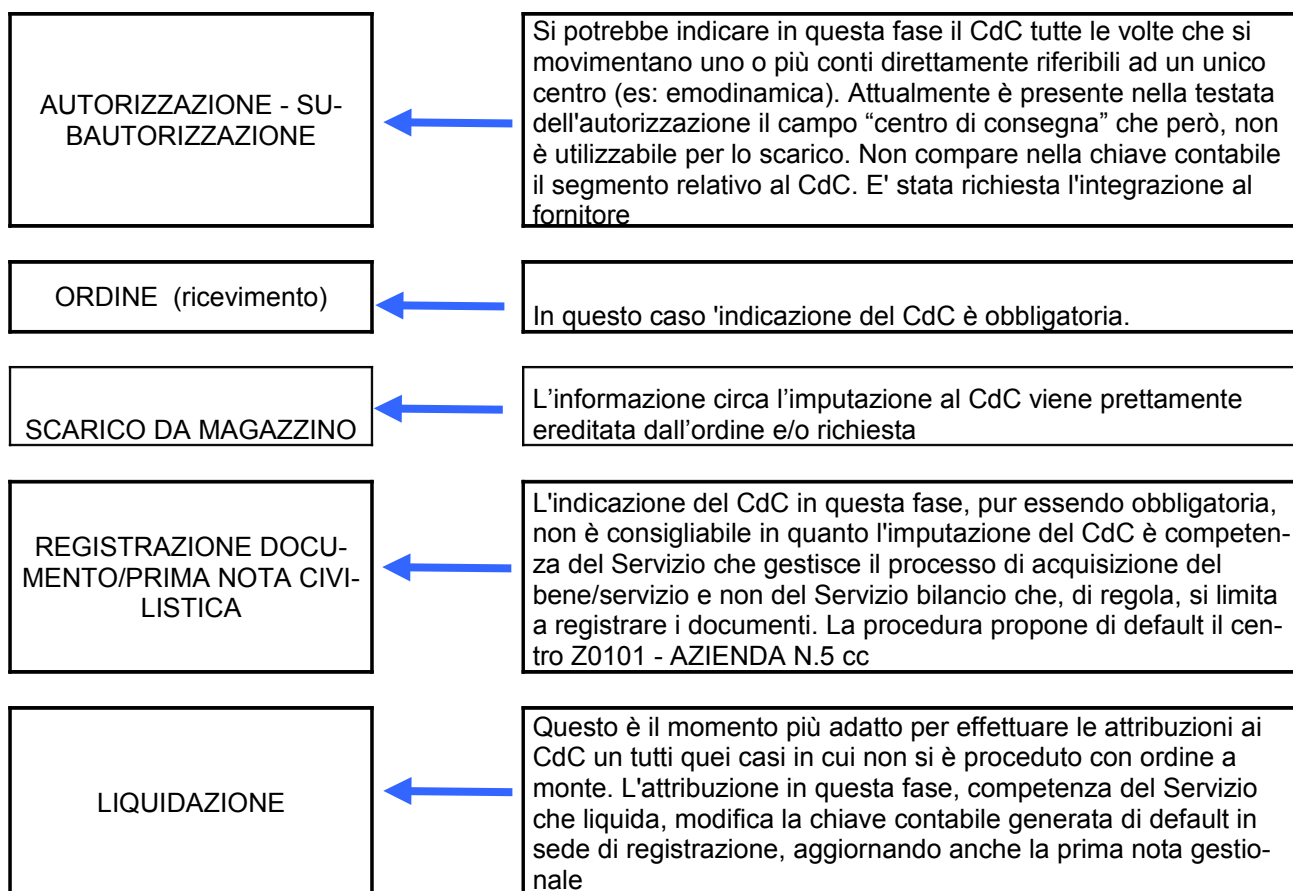 AUTORIZZAZIONE - SU-
BAUTORIZZAZIONE
Si potrebbe indicare in questa fase il CdC tutte le volte che si
movimentano uno o più conti direttamente riferibili ad un unico
centro (es: emodinamica). Attualmente è presente nella testata
dell'autorizzazione il campo “centro di consegna” che però, non
è utilizzabile per lo scarico. Non compare nella chiave contabile
il segmento relativo al CdC. E' stata richiesta l'integrazione al
fornitore
ORDINE (ricevimento)
In questo caso 'indicazione del CdC è obbligatoria.
SCARICO DA MAGAZZINO
L’informazione circa l’imputazione al CdC viene prettamente
ereditata dall’ordine e/o richiesta
REGISTRAZIONE DOCU-
MENTO/PRIMA NOTA CIVI-
LISTICA
L'indicazione del CdC in questa fase, pur essendo obbligatoria,
non è consigliabile in quanto l'imputazione del CdC è competen-
za del Servizio che gestisce il processo di acquisizione del
bene/servizio e non del Servizio bilancio che, di regola, si limita
a registrare i documenti. La procedura propone di default il cen-
tro Z0101 - AZIENDA N.5 cc
LIQUIDAZIONE
Questo è il momento più adatto per effettuare le attribuzioni ai
CdC un tutti quei casi in cui non si è proceduto con ordine a
monte. L'attribuzione in questa fase, competenza del Servizio
che liquida, modifica la chiave contabile generata di default in
sede di registrazione, aggiornando anche la prima nota gestio-
nale